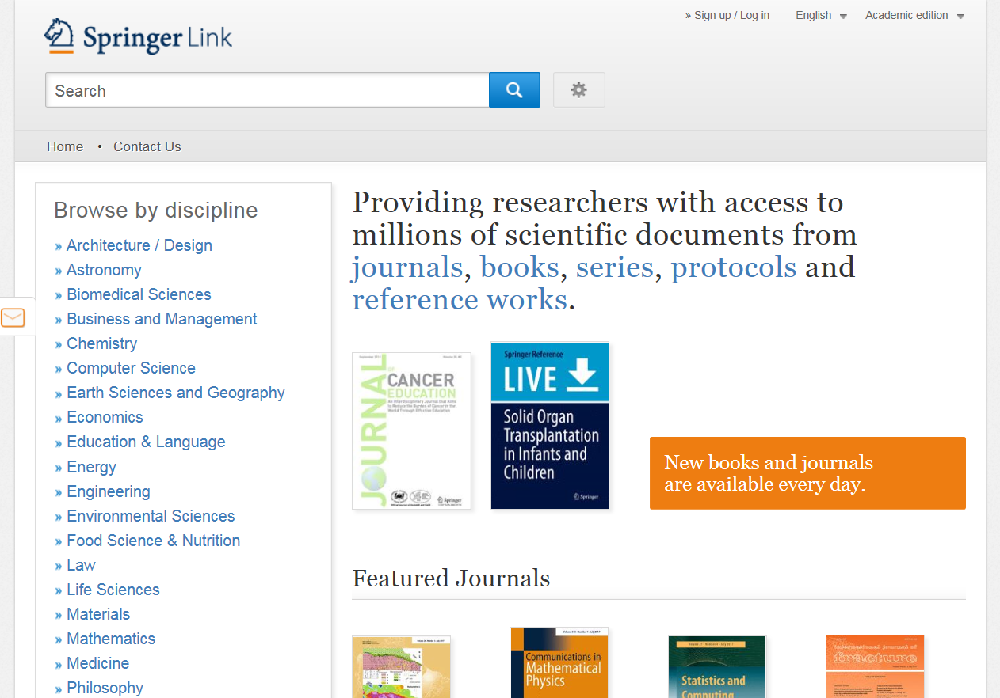 » Sign up / Log in English Academic edition
Springer Link
Search
Home • Contact Us
Browse by discipline
» Architecture / Design
» Astronomy
» Biomedical Sciences
» Business and Management
» Chemistry
» Computer Science
» Earth Sciences and Geography
» Economics
» Education & Language
» Energy
» Engineering
» Environmental Sciences
» Food Science & Nutrition
» Law
» Life Sciences
» Materials
» Mathematics
» Medicine
» Philosophy
Providing researchers with access to
millions of scientific documents from
journals, books, series, protocols and
reference works.
JOURNAL OF
CANCER
EDUCATION
An Interdisciplinary Journal that Aims
to Reduce the Burden of Cancer in the
World Through Effective Education
Springer
Springer Reference
LIVE
Solid Organ
Transplantation
in Infants and
Children
Springer
New books and journals
are available every day.
Featured Journals
Communications in
Mathematical
Physics
Statistics and
Computing
International Journal of
fracture